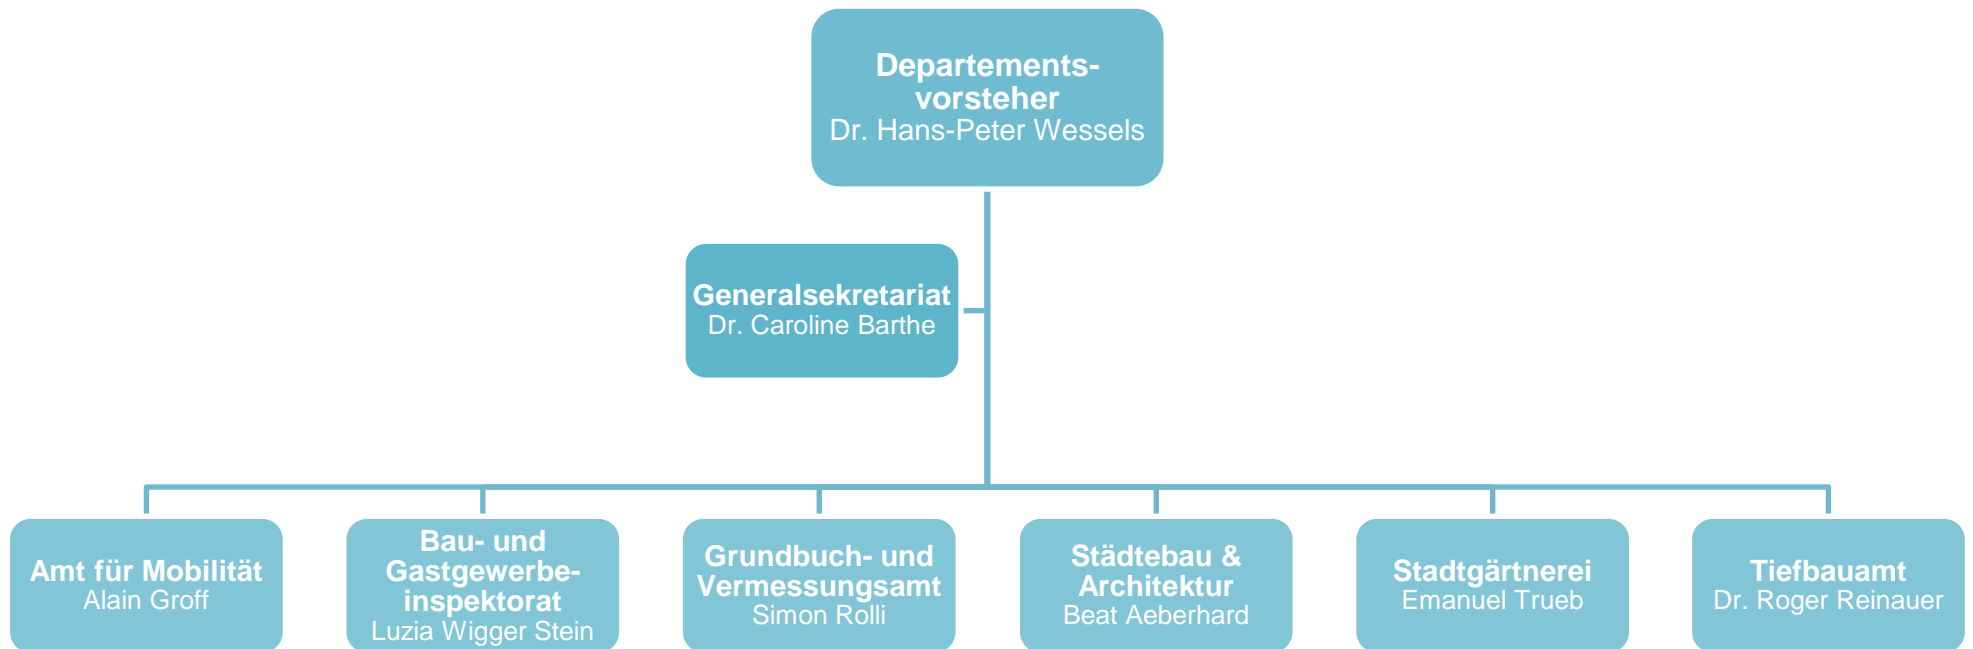 Departements-
vorsteher
Dr. Hans-Peter Wessels
Generalsekretariat
Dr. Caroline Barthe
Amt für Mobilität
Alain Groff
Bau- und
Gastgewerbe-
inspektorat
Luzia Wigger Stein
Grundbuch- und
Vermessungsamt
Simon Rolli
Städtebau &
Architektur
Beat Aeberhard
Stadtgärtnerei
Emanuel Trueb
Tiefbauamt
Dr. Roger Reinauer